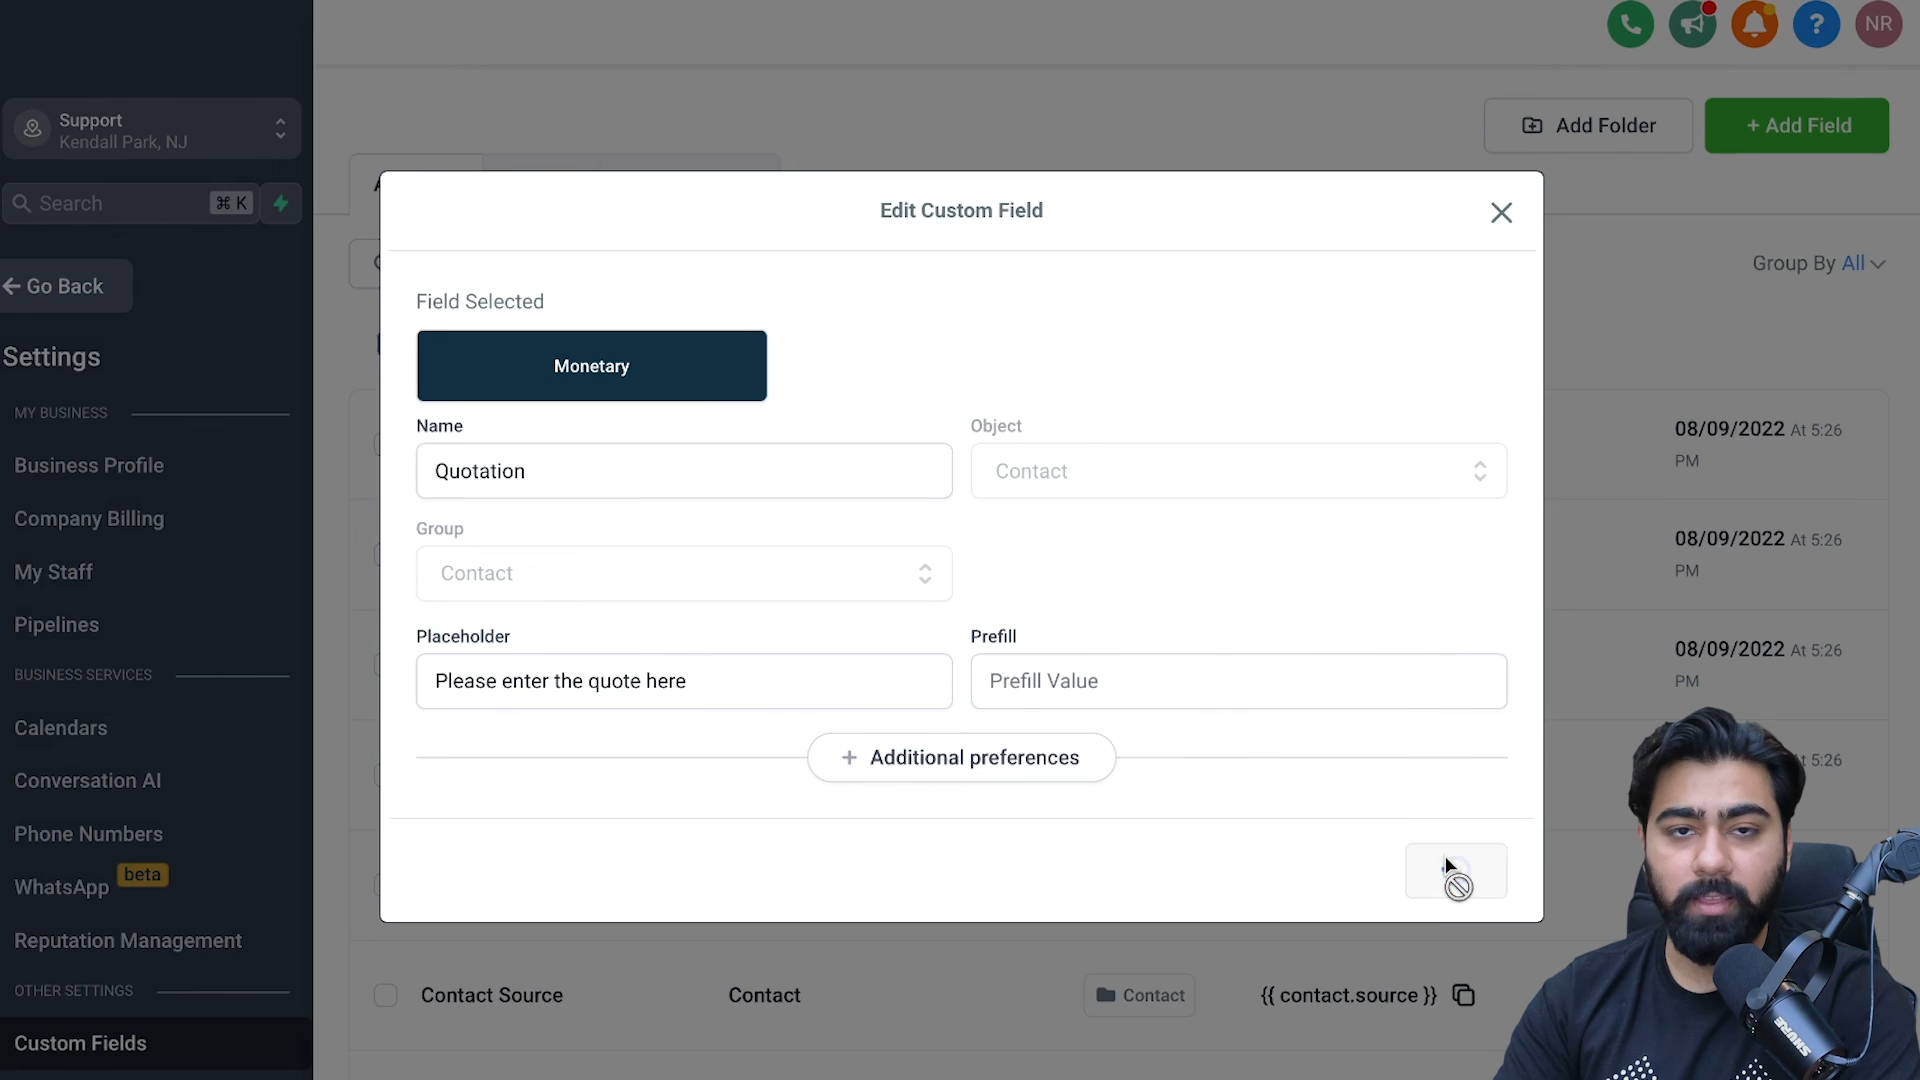 NR
Support
Kendall Park, NJ
Add Folder
+ Add Field
Search
⌘ K
Edit Custom Field
Group By All
Go Back
Field Selected
Monetary
Settings
MY BUSINESS
Name
Object
08/09/2022 At 5:26
PM
Business Profile
Quotation
Contact
Company Billing
Group
08/09/2022 At 5:26
PM
My Staff
Contact
Pipelines
Placeholder
Prefill
08/09/2022 At 5:26
PM
BUSINESS SERVICES
Please enter the quote here
Prefill Value
Calendars
+ Additional preferences
5:26
Conversation AI
Phone Numbers
WhatsApp beta
Reputation Management
OTHER SETTINGS
Contact Source
Contact
Contact
{{ contact.source }}
Custom Fields
SHURE